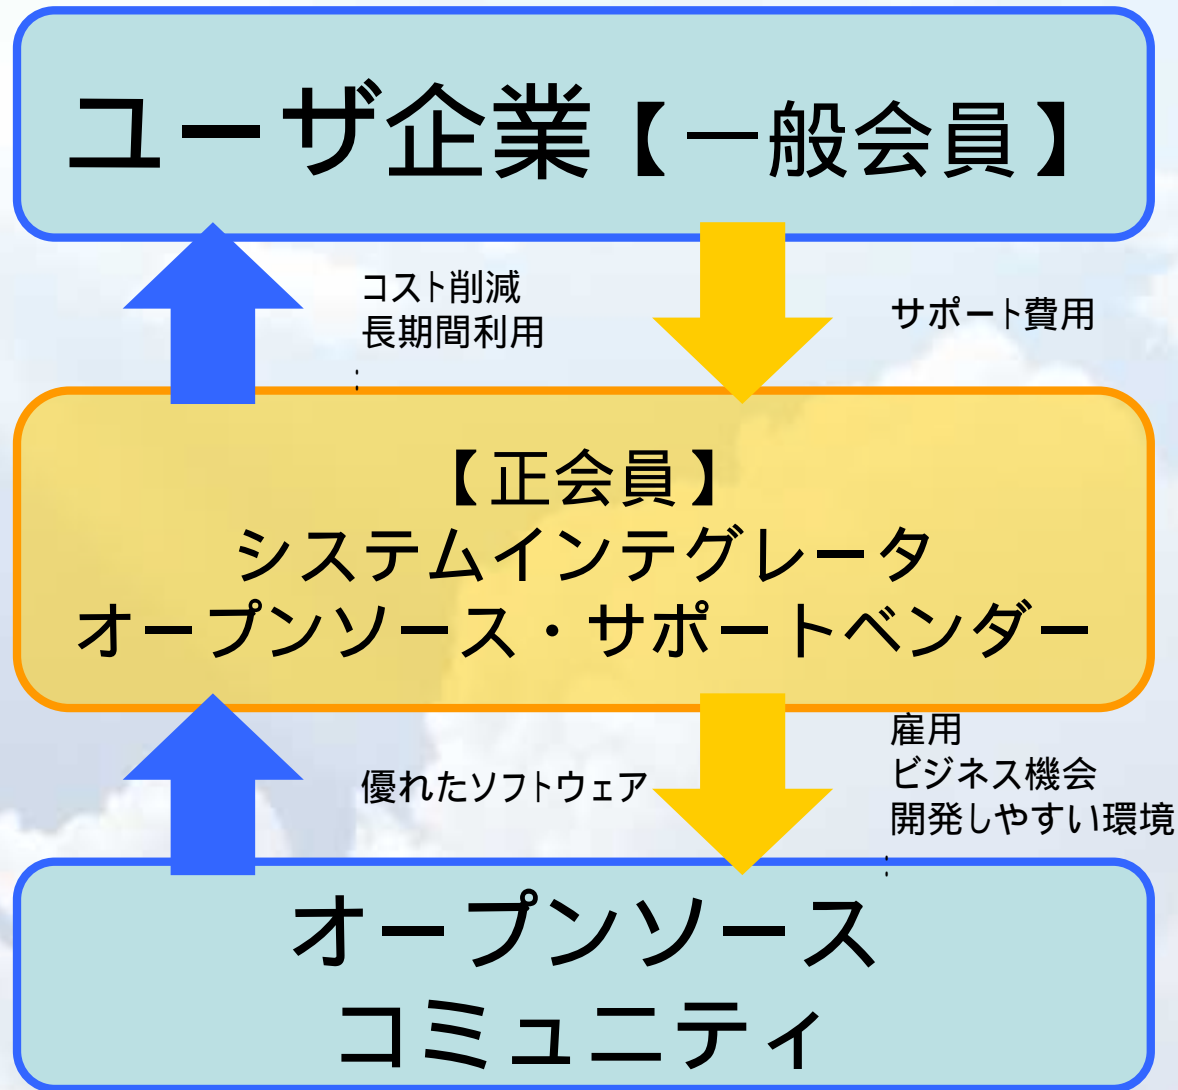 ユーザ企業【一般会員】
コスト削減
長期間利用
:
サポート費用
【正会員】
システムインテグレータ
オープンソース・サポートベンダー
優れたソフトウェア
雇用
ビジネス機会
開発しやすい環境
:
オープンソース
コミュニティ